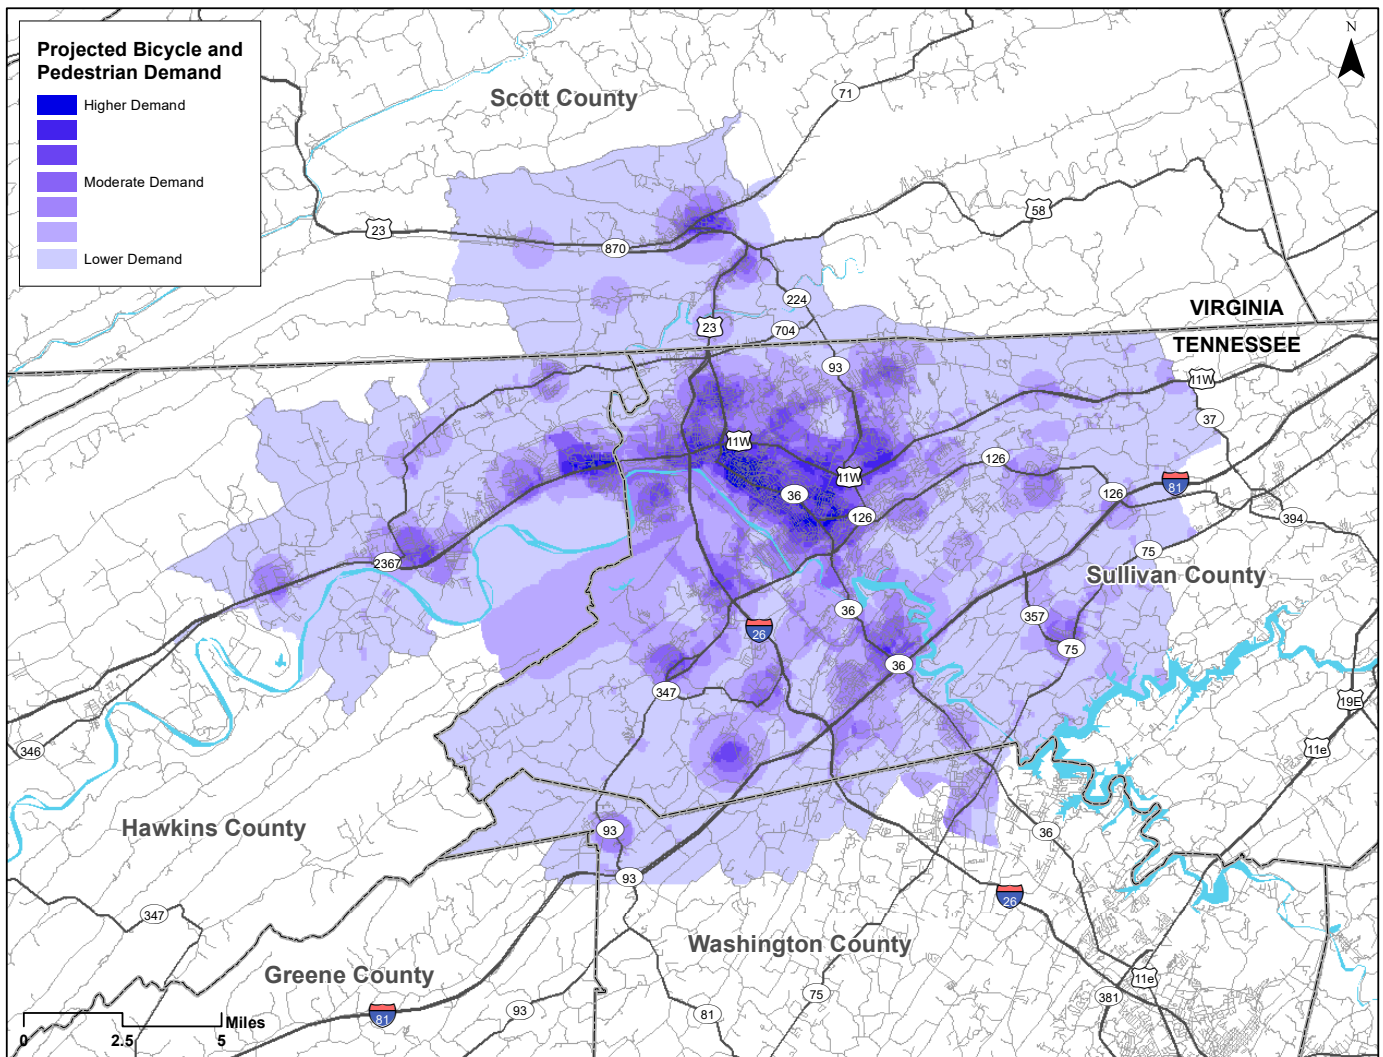 Projected Bicycle and
Pedestrian Demand
Higher Demand
Moderate Demand
Lower Demand
N
Scott County
71
58
23
870
224
VIRGINIA
23
704
TENNESSEE
93
11W
37
11W
126
11W
81
36
126
126
394
2367
75
Sullivan County
36
357
26
75
36
347
19E
346
11e
Hawkins County
93
36
93
26
347
Washington County
Greene County
11e
75
381
93
81
81
Miles
0
2.5
5